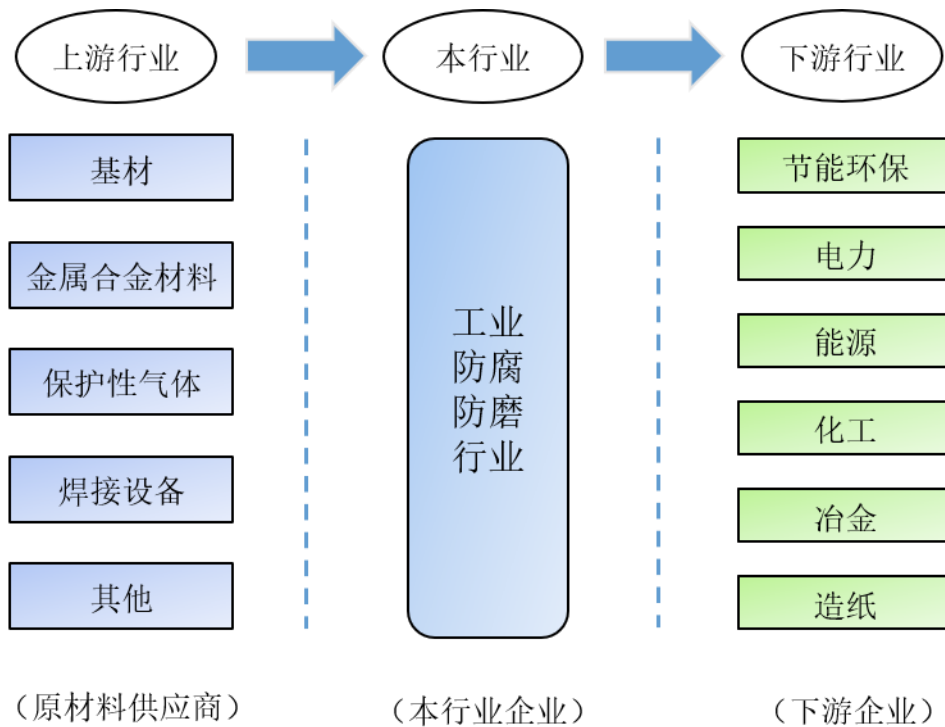 上游行业
本行业
下游行业
基材
金属合金材料
保护性气体
焊接设备
其他
工业
防腐
防磨
行业
节能环保
电力
能源
化工
冶金
造纸
（原材料供应商）
（本行业企业）
（下游企业）